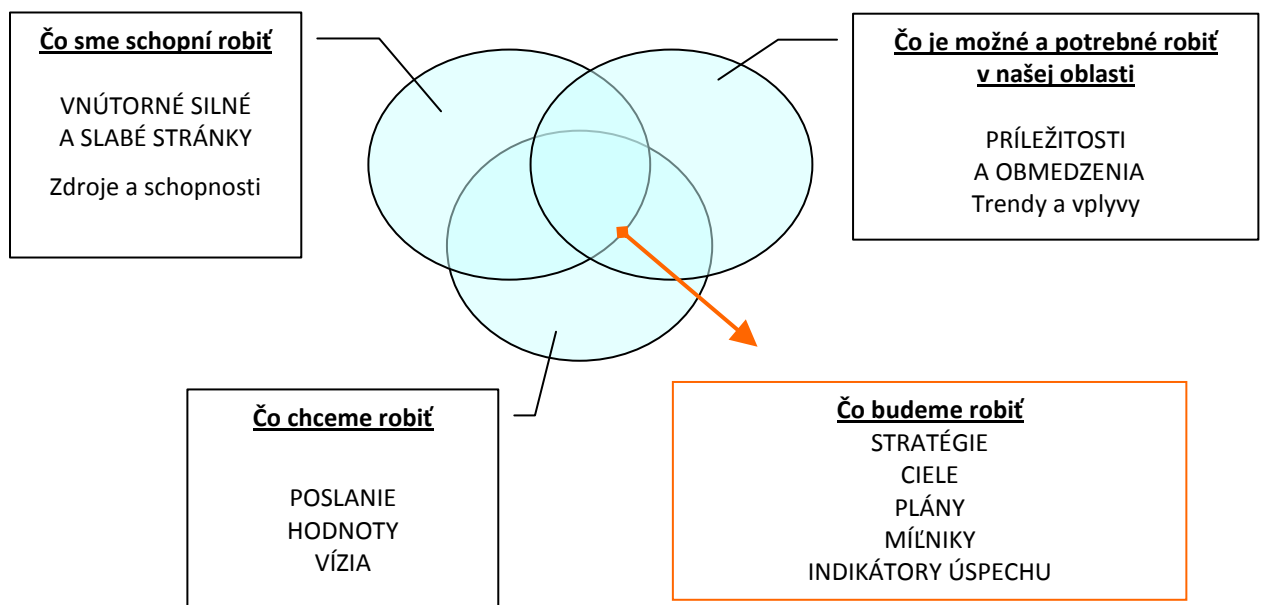 Čo sme schopní robiť
VNÚTORNÉ SILNÉ
A SLABÉ STRÁNKY
Zdroje a schopnosti
Čo je možné a potrebné robiť
v našej oblasti
PRÍLEŽITOSTI
A OBMEDZENIA
Trendy a vplyvy
Čo chceme robiť
POSLANIE
HODNOTY
VÍZIA
Čo budeme robiť
STRATÉGIE
CIELE
PLÁNY
MÍĽNIKY
INDIKÁTORY ÚSPECHU